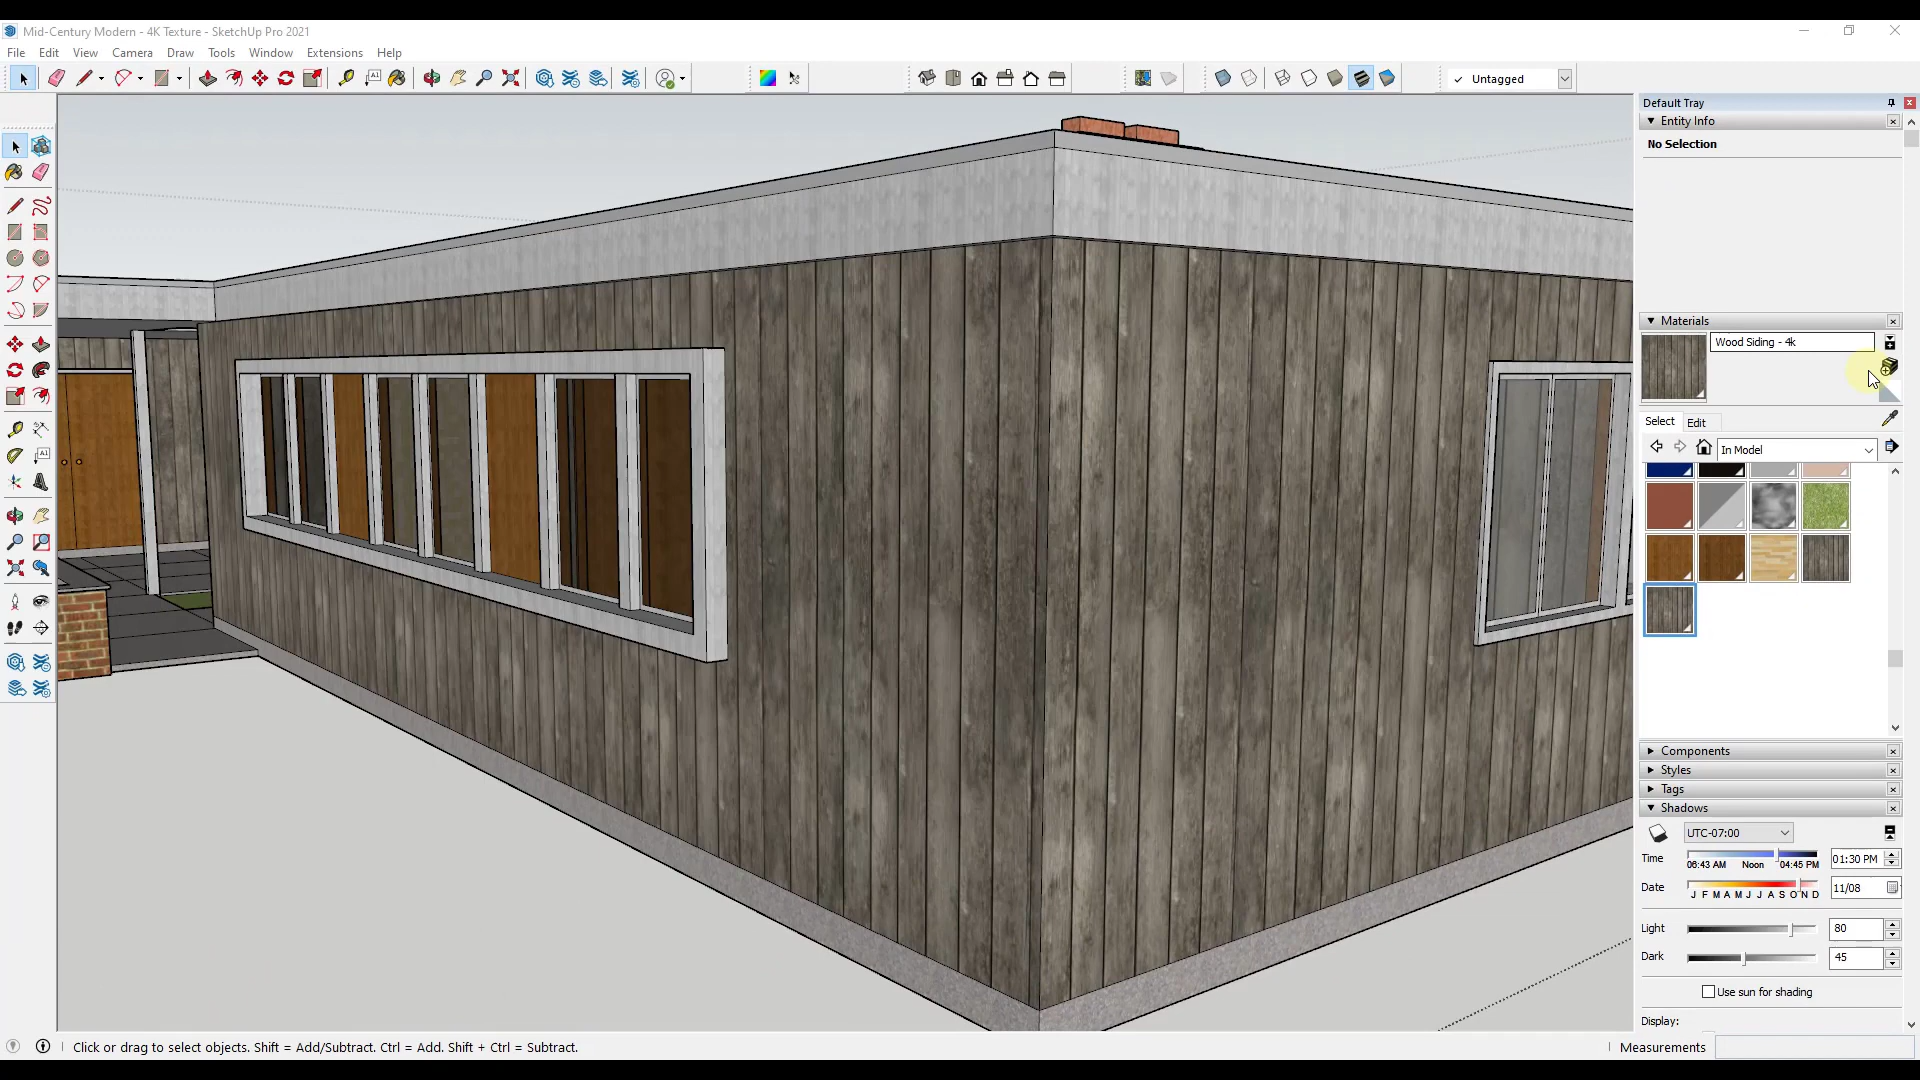 Mid-Century Modern - 4K Texture - SketchUp Pro 2021
File Edit View Camera Draw Tools Window Extensions Help
Untagged
Default Tray
Entity Info
No Selection
Materials
Wood Siding - 4k
Select Edit
In Model
Components
Styles
Tags
Shadows
UTC-07:00
Time 06:43 AM Noon 04:45 PM 01:30 PM
Date J F M A M J J A S O N D 11/08
Light 80
Dark 45
Use sun for shading
Display:
Click or drag to select objects. Shift = Add/Subtract. Ctrl = Add. Shift + Ctrl = Subtract.
Measurements